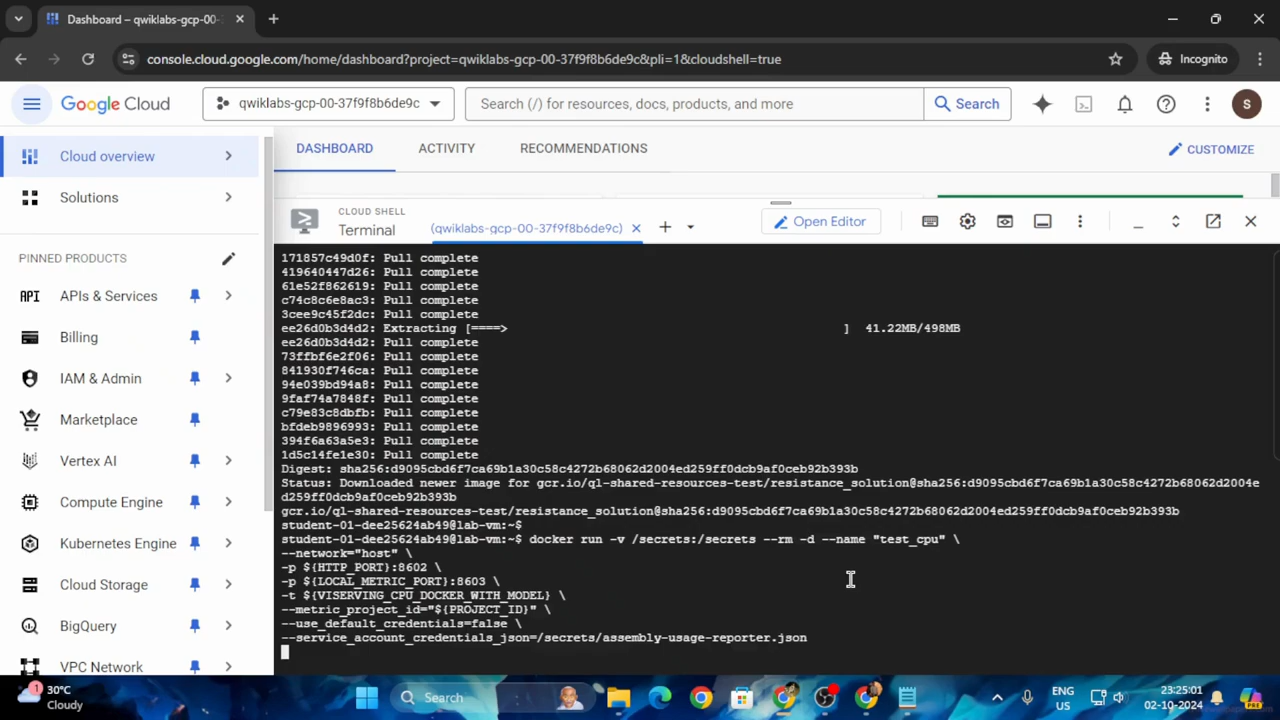 Dashboard – qwiklabs-gcp-00-
console.cloud.google.com/home/dashboard?project=qwiklabs-gcp-00-37f9f8b6de9c&pli=1&cloudshell=true
Incognito
Google Cloud
qwiklabs-gcp-00-37f9f8b6de9c
Search (/) for resources, docs, products, and more
Search
S
Cloud overview
Solutions
PINNED PRODUCTS
API
APIs & Services
Billing
IAM & Admin
Marketplace
Vertex AI
Compute Engine
Kubernetes Engine
Cloud Storage
BigQuery
VPC Network
DASHBOARD
ACTIVITY
RECOMMENDATIONS
CUSTOMIZE
CLOUD SHELL
Terminal
(qwiklabs-gcp-00-37f9f8b6de9c)
Open Editor
171857c49d0f: Pull complete
419640447d26: Pull complete
61e52f862619: Pull complete
c74c8c6e8ac3: Pull complete
3cee9c45f2dc: Pull complete
ee26d0b3d4d2: Extracting [====> ] 41.22MB/498MB
ee26d0b3d4d2: Pull complete
73ffbf6e2f06: Pull complete
841930f746ca: Pull complete
94e039bd94a8: Pull complete
9faf74a7848f: Pull complete
c79e83c8dbfb: Pull complete
bfdeb9896393: Pull complete
394f6a63a5e3: Pull complete
1d5c14fe1e30: Pull complete
Digest: sha256:d9095cbd6f7ca69b1a30c58c4272b68062d2004ed259ff0dcb9af0ceb92b393b
Status: Downloaded newer image for gcr.io/ql-shared-resources-test/resistance_solution@sha256:d9095cbd6f7ca69b1a30c58c4272b68062d2004e
d259ff0dcb9af0ceb92b393b
gcr.io/ql-shared-resources-test/resistance_solution@sha256:d9095cbd6f7ca69b1a30c58c4272b68062d2004ed259ff0dcb9af0ceb92b393b
student-01-dee25624ab49@lab-vm:~$
student-01-dee25624ab49@lab-vm:~$ docker run -v /secrets:/secrets --rm -d --name "test_cpu" \
--network="host" \
-p ${HTTP_PORT}:8602 \
-p ${LOCAL_METRIC_PORT}:8603 \
-t ${VISERVING_CPU_DOCKER_WITH_MODEL} \
--metric_project_id="${PROJECT_ID}" \
--use_default_credentials=false \
--service_account_credentials_json=/secrets/assembly-usage-reporter.json
1
30°C
Cloudy
Search
ENG
US
23:25:01
02-10-2024
PRE